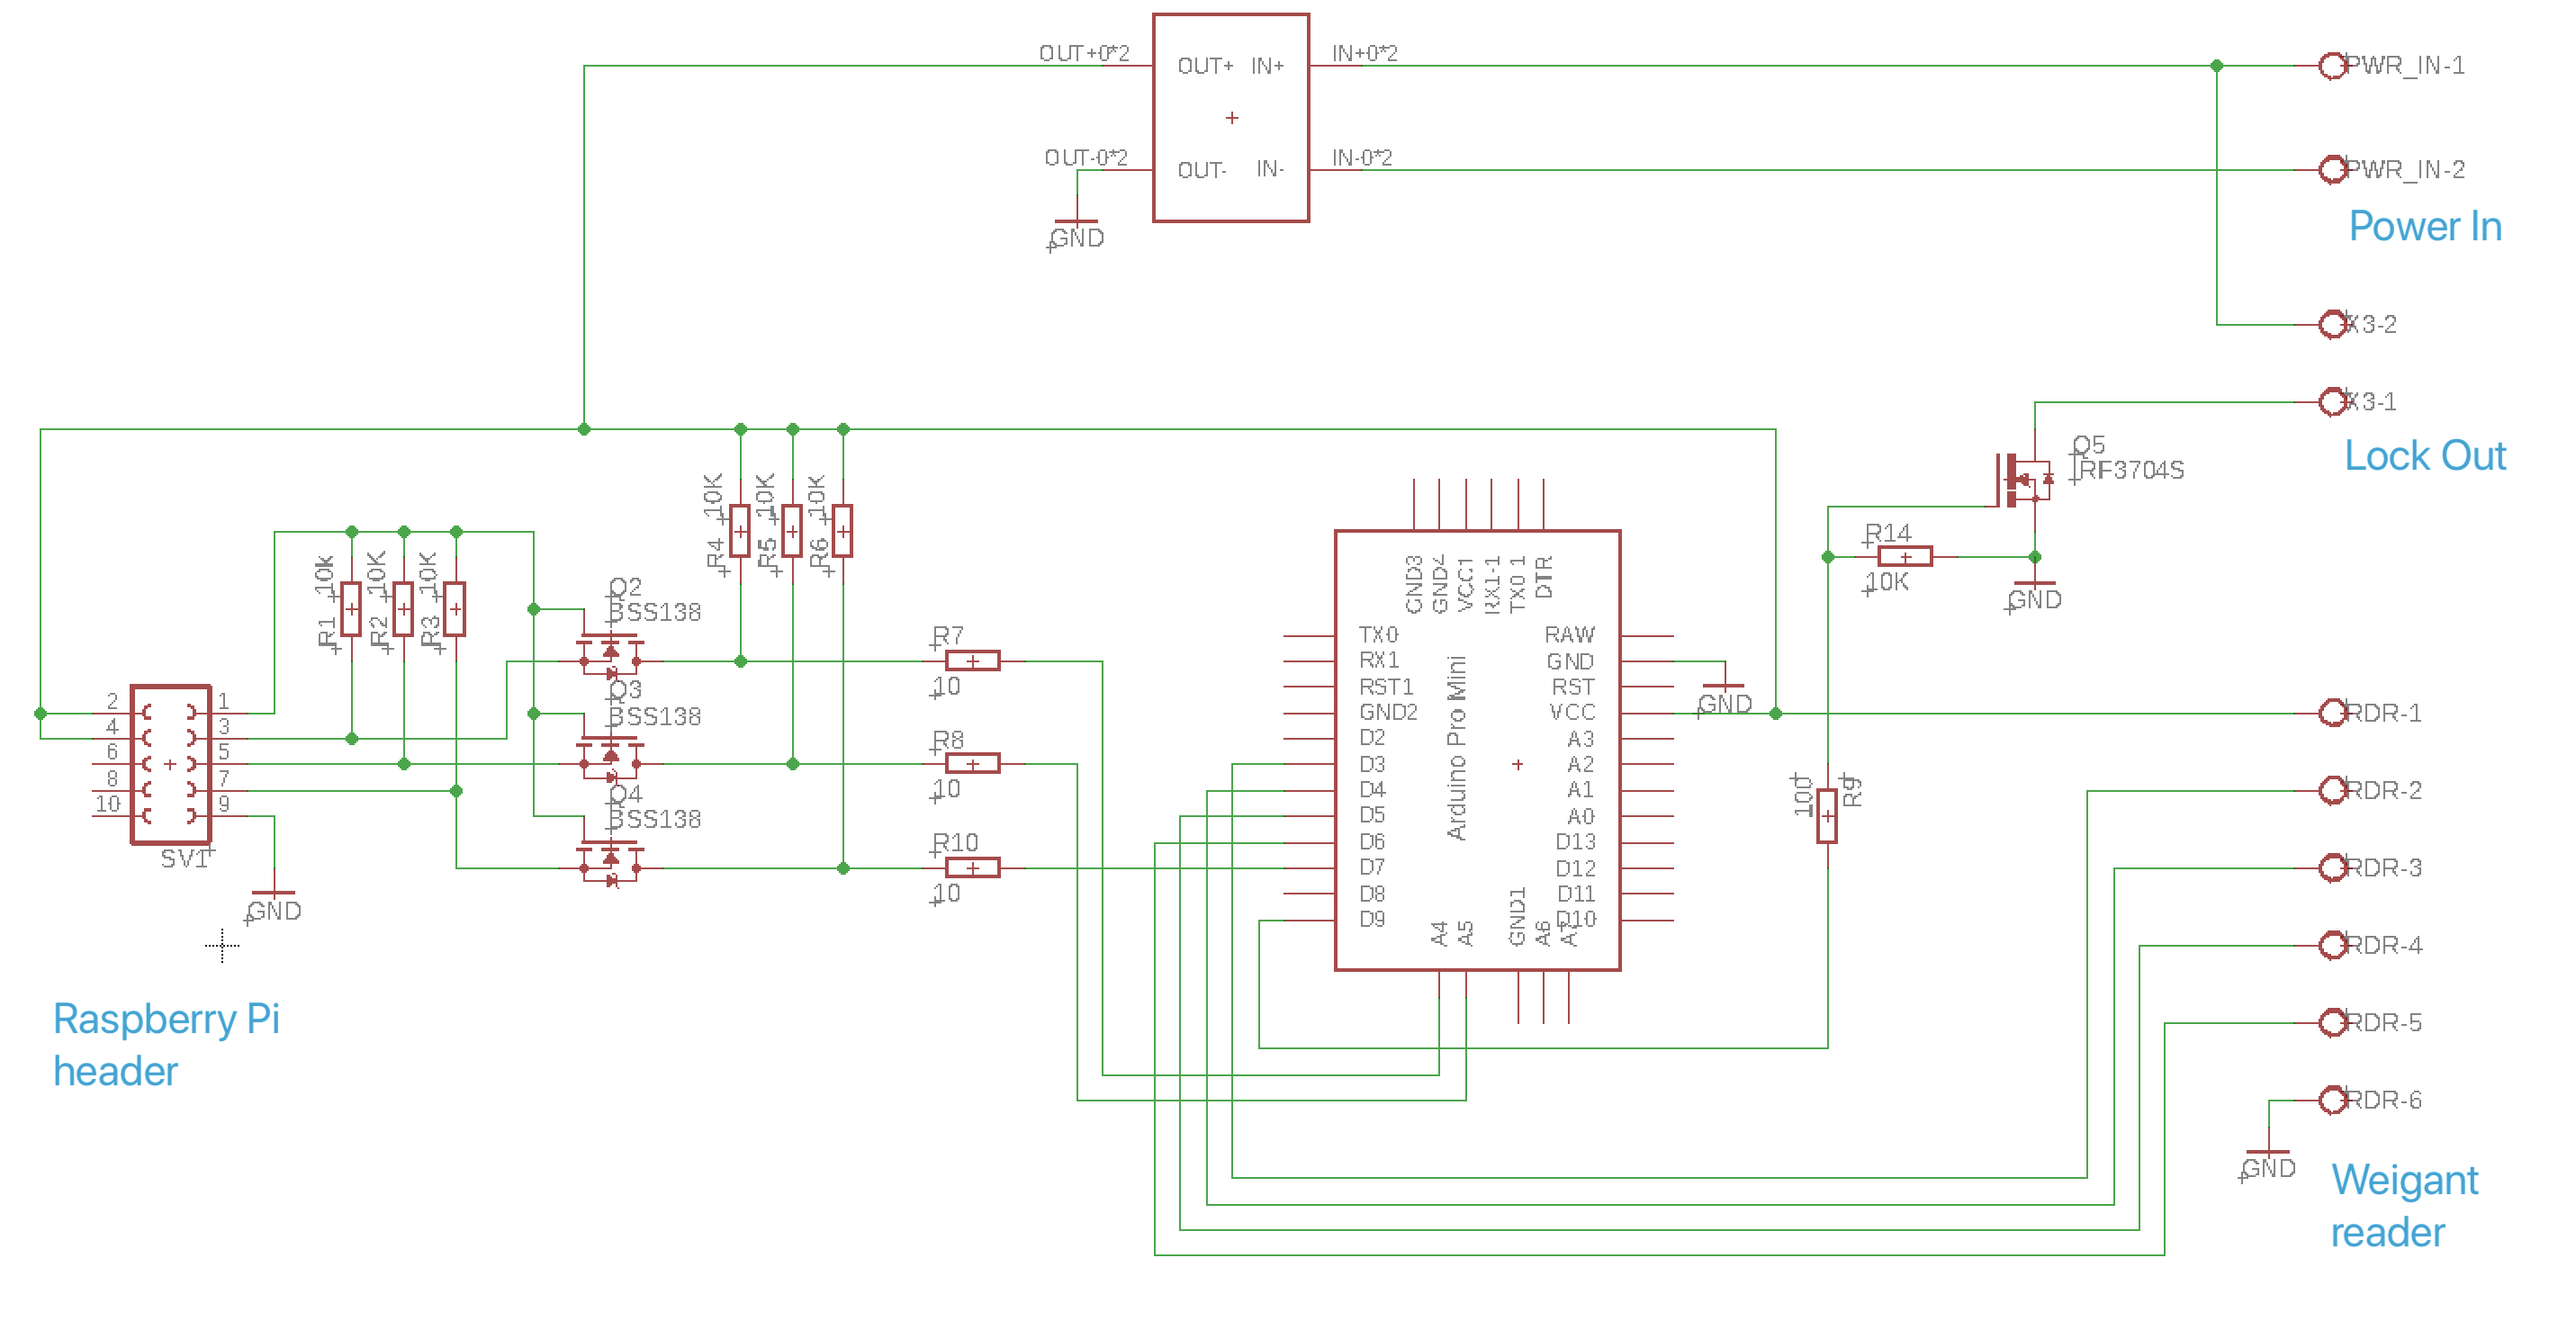 OUT+0*2
OUT+ IN+
IN+0*2
PWR_IN-1
OUT-0*2
OUT- IN-
IN-0*2
PWR_IN-2
GND
Power In
X3-2
X3-1
Lock Out
Q5
IRF3704S
R14
10K
GND
R1 10k
R2 10K
R3 10K
R4 10K
R5 10K
R6 10K
Q2
BSS138
Q3
BSS138
Q4
BSS138
R7
10
R8
10
R10
10
2 1
4 3
6 5
8 7
10 9
SV1
GND
Raspberry Pi
header
GND3
GND4
VCC1
RX1-1
TX0 1
DTR
TX0
RX1
RST1
GND2
D2
D3
D4
D5
D6
D7
D8
D9
Arduino Pro Mini
RAW
GND
RST
VCC
A3
A2
A1
A0
D13
D12
D11
D10
A4
A5
GND1
A6
A7
GND
100
R9
RDR-1
RDR-2
RDR-3
RDR-4
RDR-5
RDR-6
GND
Weigant
reader